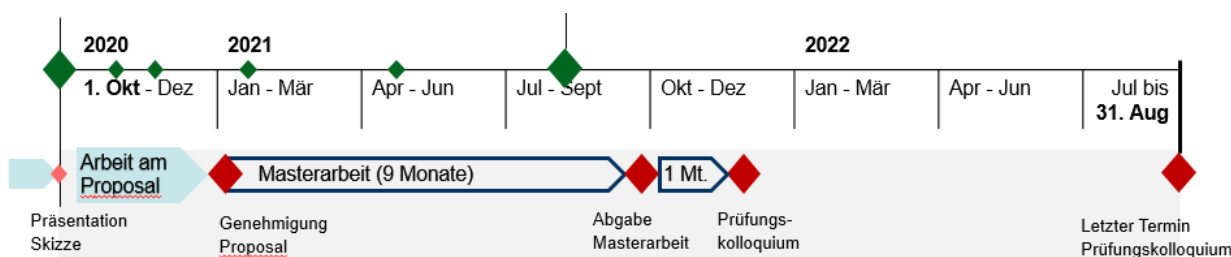 2020
2021
2022
1. Okt - Dez
Jan - Mär
Apr - Jun
Jul - Sept
Okt - Dez
Jan - Mär
Apr - Jun
Jul bis
31. Aug
Arbeit am
Proposal
Masterarbeit (9 Monate)
1 Mt.
Präsentation
Skizze
Genehmigung
Proposal
Abgabe
Masterarbeit
Prüfungs-
kolloquium
Letzter Termin
Prüfungskolloquium